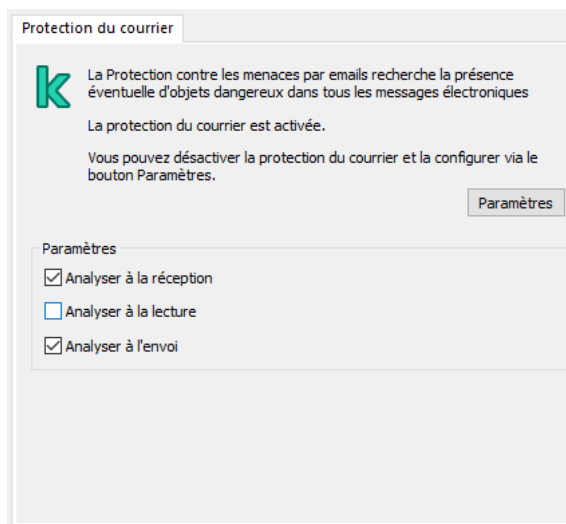 Protection du courrier
La Protection contre les menaces par emails recherche la présence
éventuelle d'objets dangereux dans tous les messages électroniques
La protection du courrier est activée.
Vous pouvez désactiver la protection du courrier et la configurer via le
bouton Paramètres.
Paramètres
Paramètres
Analyser à la réception
Analyser à la lecture
Analyser à l'envoi